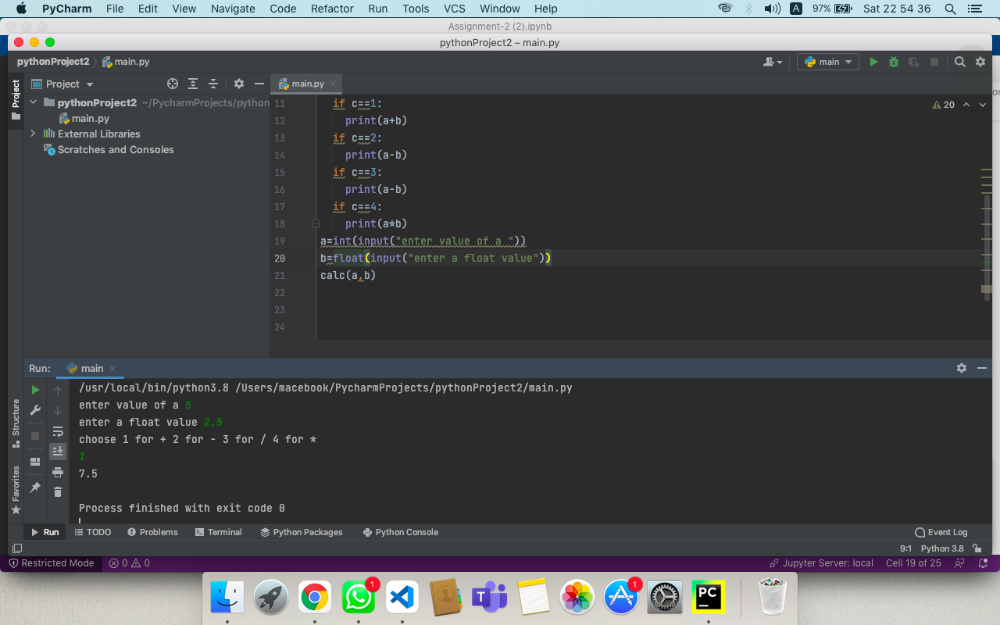 PyCharm File Edit View Navigate Code Refactor Run Tools VCS Window Help A 97% Sat 22 54 36
Assignment-2 (2).ipynb
pythonProject2 – main.py
pythonProject2 main.py main
Project Project main.py
pythonProject2 ~/PycharmProjects/python
main.py
External Libraries
Scratches and Consoles
20
11 if c==1:
12 print(a+b)
13 if c==2:
14 print(a-b)
15 if c==3:
16 print(a-b)
17 if c==4:
18 print(a*b)
19 a=int(input("enter value of a "))
20 b=float(input("enter a float value"))
21 calc(a,b)
22
23
24
Run: main
/usr/local/bin/python3.8 /Users/macebook/PycharmProjects/pythonProject2/main.py
enter value of a 5
enter a float value 2.5
choose 1 for + 2 for - 3 for / 4 for *
1
7.5
Process finished with exit code 0
Structure
Favorites
Run TODO Problems Terminal Python Packages Python Console Event Log
9:1 Python 3.8
Restricted Mode 0 0 Jupyter Server: local Cell 19 of 25
1 T 1 PC